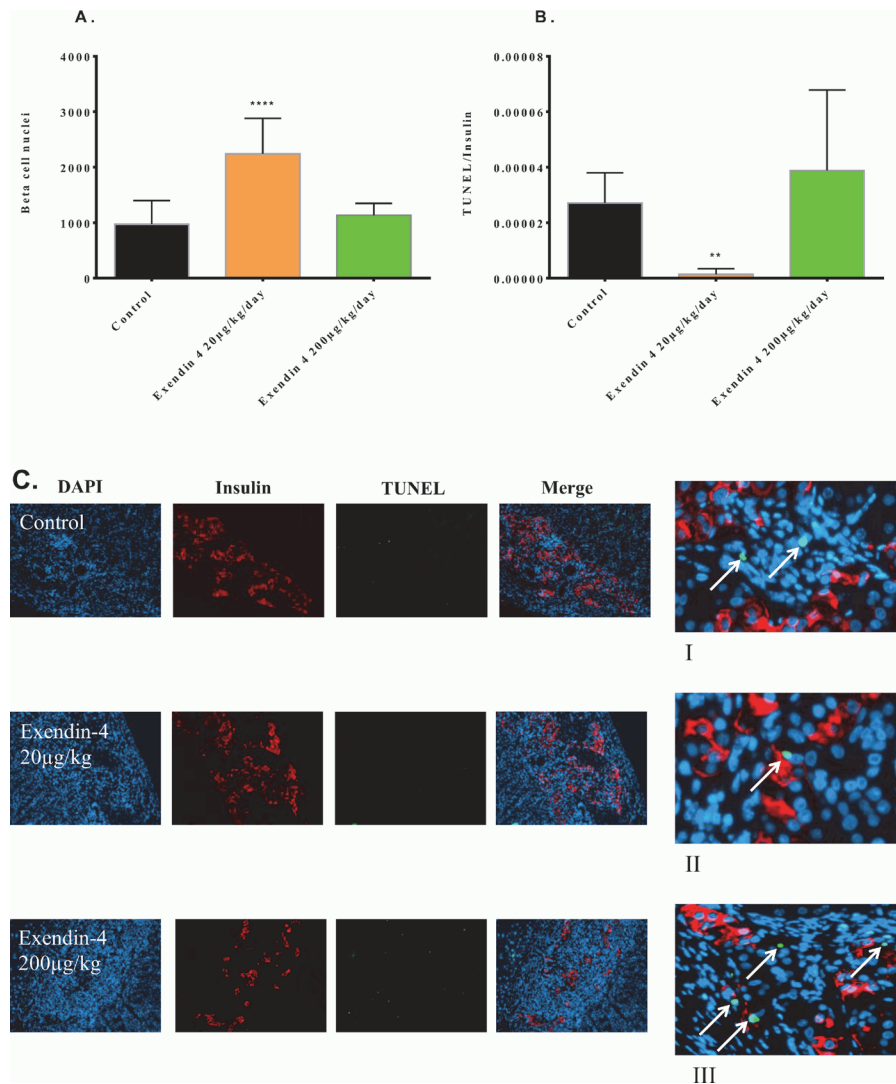 A.
4000
3000
2000
1000
0
Beta cell nuclei
****
Control
Exendin 4 20µg/kg/day
Exendin 4 200µg/kg/day
B.
0.00008
0.00006
0.00004
0.00002
0.00000
TUNEL/Insulin
**
Control
Exendin 4 20µg/kg/day
Exendin 4 200µg/kg/day
C.
DAPI Insulin TUNEL Merge
Control
I
Exendin-4
20µg/kg
II
Exendin-4
200µg/kg
III